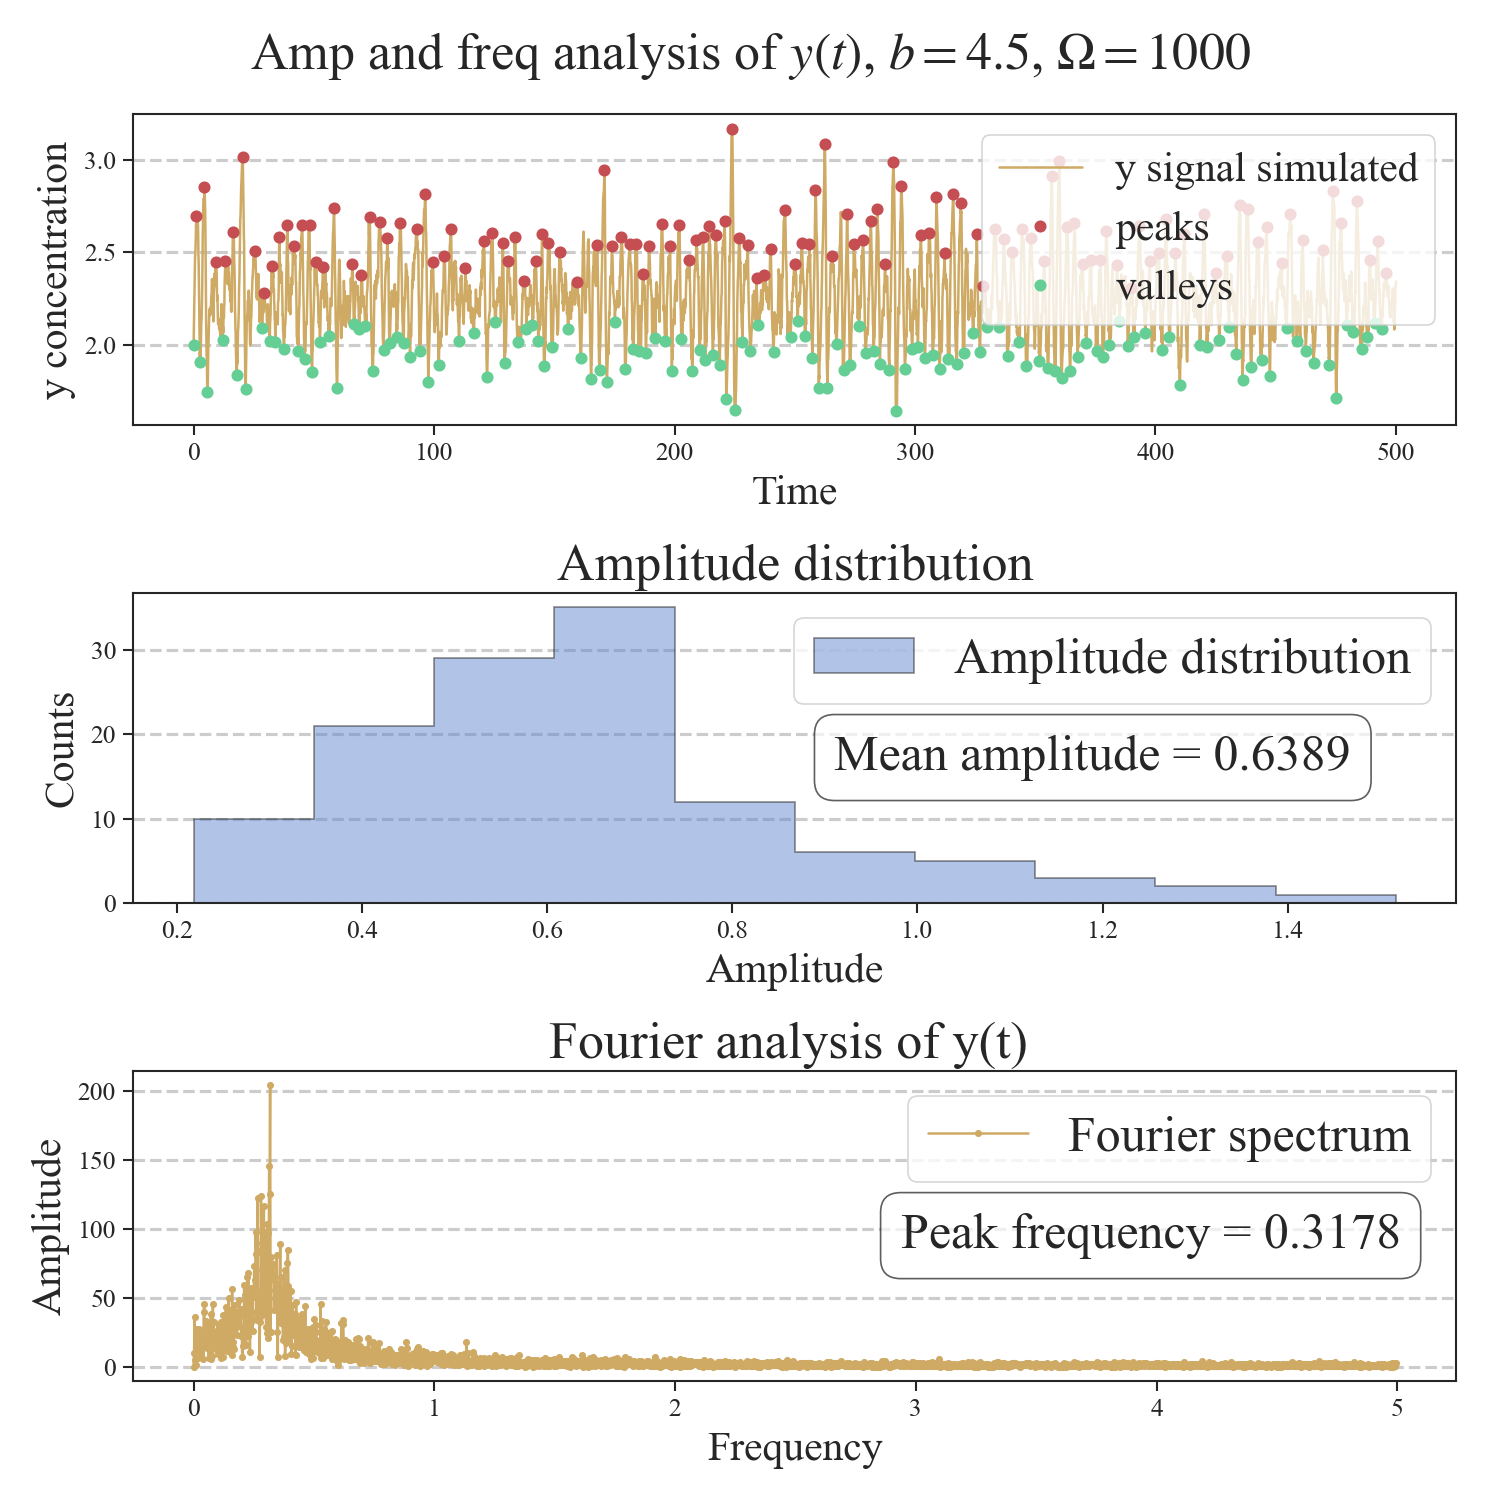 Amp and freq analysis of y(t), b = 4.5, Ω = 1000
y concentration
3.0
2.5
2.0
y signal simulated
peaks
valleys
0 100 200 300 400 500
Time
Amplitude distribution
Counts
30
20
10
0
Amplitude distribution
Mean amplitude = 0.6389
0.2 0.4 0.6 0.8 1.0 1.2 1.4
Amplitude
Fourier analysis of y(t)
Amplitude
200
150
100
50
0
Fourier spectrum
Peak frequency = 0.3178
0 1 2 3 4 5
Frequency